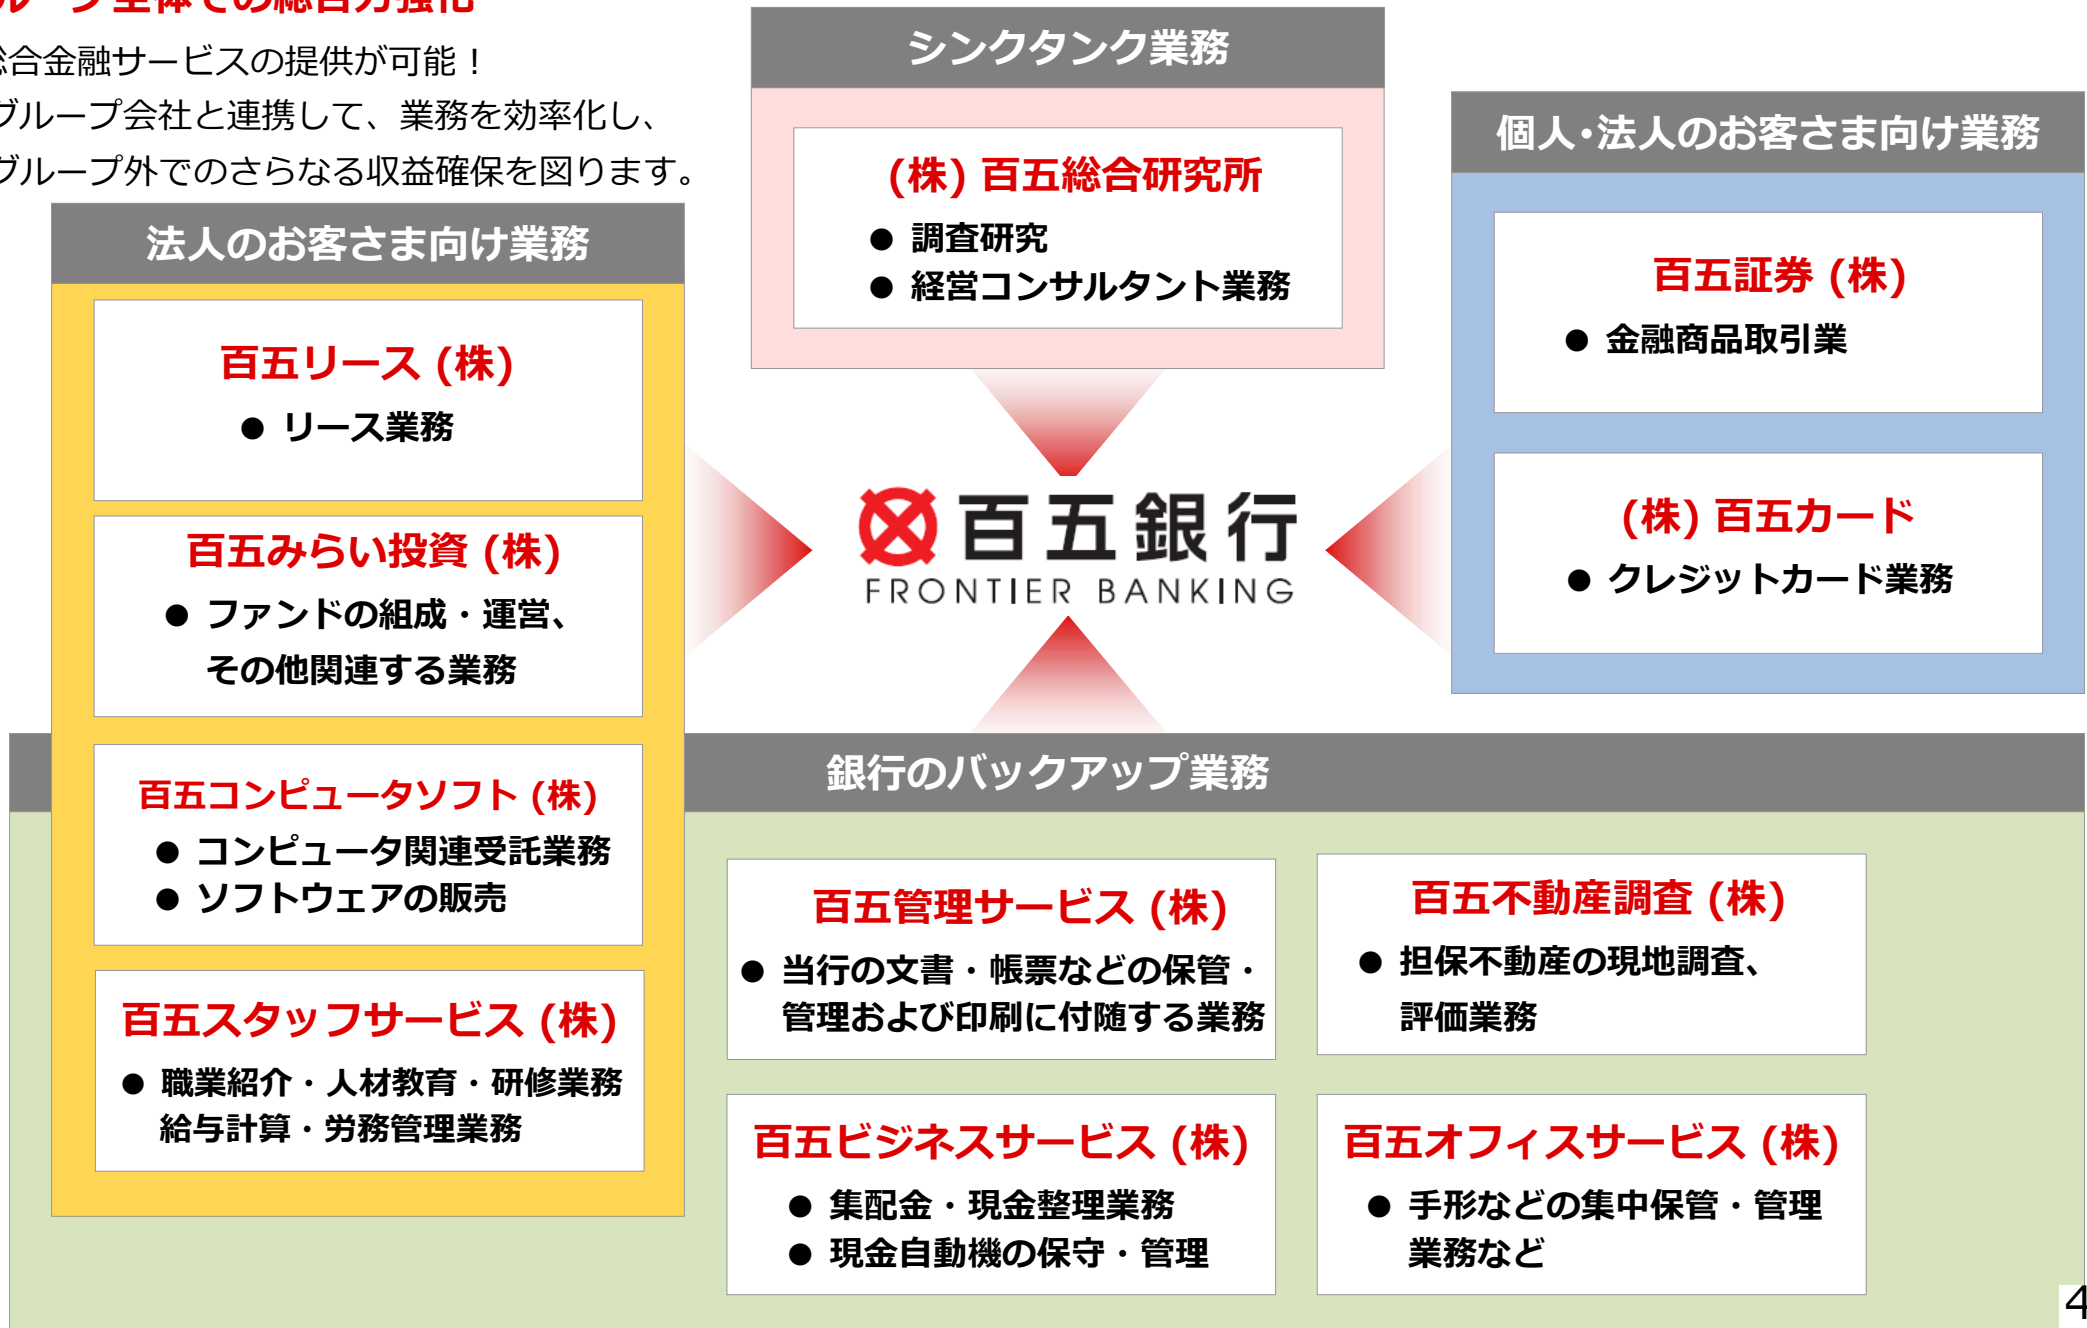 ループ全体での総合力強化
総合金融サービスの提供が可能！
グループ会社と連携して、業務を効率化し、
グループ外でのさらなる収益確保を図ります。
シンクタンク業務
(株) 百五総合研究所
● 調査研究
● 経営コンサルタント業務
個人･法人のお客さま向け業務
百五証券 (株)
● 金融商品取引業
(株) 百五カード
● クレジットカード業務
法人のお客さま向け業務
百五リース (株)
● リース業務
百五みらい投資 (株)
● ファンドの組成・運営、
その他関連する業務
百五コンピュータソフト (株)
● コンピュータ関連受託業務
● ソフトウェアの販売
百五スタッフサービス (株)
● 職業紹介・人材教育・研修業務
給与計算・労務管理業務
百五銀行
FRONTIER BANKING
銀行のバックアップ業務
百五管理サービス (株)
● 当行の文書・帳票などの保管・
管理および印刷に付随する業務
百五不動産調査 (株)
● 担保不動産の現地調査、
評価業務
百五ビジネスサービス (株)
● 集配金・現金整理業務
● 現金自動機の保守・管理
百五オフィスサービス (株)
● 手形などの集中保管・管理
業務など
4